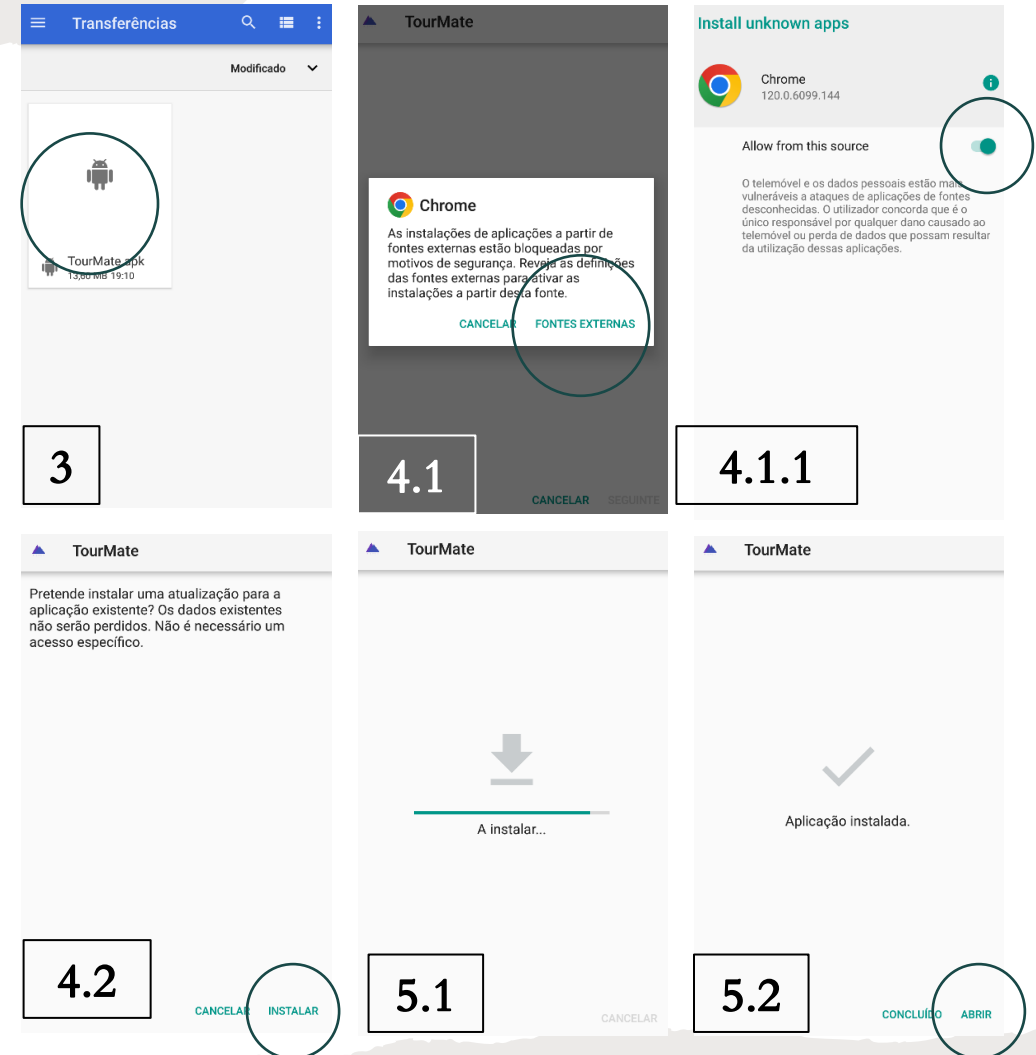 Transferências
Modificado
TourMate.apk
13,60 MB 19:10
3
TourMate
Chrome
As instalações de aplicações a partir de
fontes externas estão bloqueadas por
motivos de segurança. Reveja as definições
das fontes externas para ativar as
instalações a partir desta fonte.
CANCELAR FONTES EXTERNAS
4.1
CANCELAR SEGUINTE
Install unknown apps
Chrome
120.0.6099.144
Allow from this source
O telemóvel e os dados pessoais estão mais
vulneráveis a ataques de aplicações de fontes
desconhecidas. O utilizador concorda que é o
único responsável por qualquer dano causado ao
telemóvel ou perda de dados que possam resultar
da utilização dessas aplicações.
4.1.1
TourMate
Pretende instalar uma atualização para a
aplicação existente? Os dados existentes
não serão perdidos. Não é necessário um
acesso específico.
4.2
CANCELAR INSTALAR
TourMate
A instalar...
5.1
CANCELAR
TourMate
Aplicação instalada.
5.2
CONCLUÍDO ABRIR